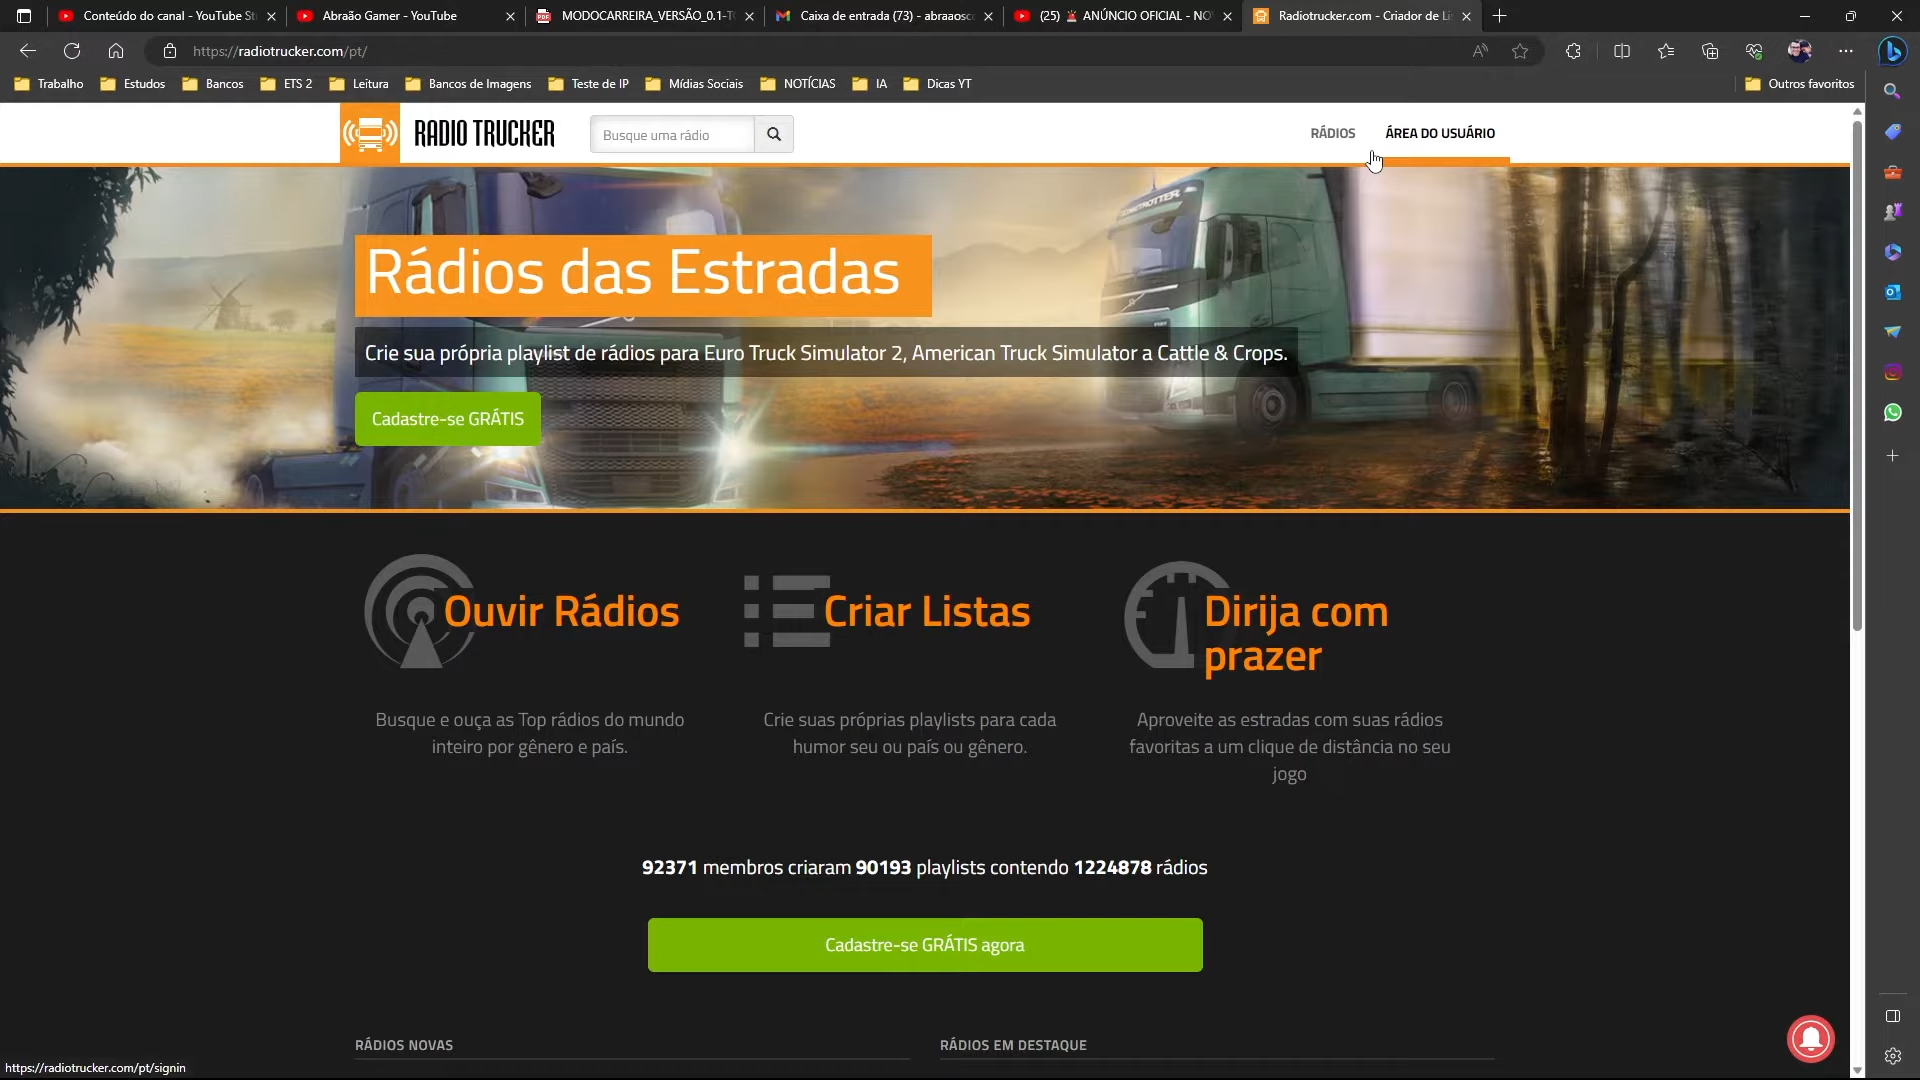 Conteúdo do canal - YouTube St
Abraão Gamer - YouTube
MODOCARREIRA_VERSÃO_0.1-T
Caixa de entrada (73) - abraaosc
(25) ANÚNCIO OFICIAL - NO
Radiotrucker.com - Criador de Li
https://radiotrucker.com/pt/
Trabalho
Estudos
Bancos
ETS 2
Leitura
Bancos de Imagens
Teste de IP
Mídias Sociais
NOTÍCIAS
IA
Dicas YT
Outros favoritos
RADIO TRUCKER
Busque uma rádio
RÁDIOS
ÁREA DO USUÁRIO
Rádios das Estradas
Crie sua própria playlist de rádios para Euro Truck Simulator 2, American Truck Simulator a Cattle & Crops.
Cadastre-se GRÁTIS
Ouvir Rádios
Busque e ouça as Top rádios do mundo
inteiro por gênero e país.
Criar Listas
Crie suas próprias playlists para cada
humor seu ou país ou gênero.
Dirija com
prazer
Aproveite as estradas com suas rádios
favoritas a um clique de distância no seu
jogo
92371 membros criaram 90193 playlists contendo 1224878 rádios
Cadastre-se GRÁTIS agora
RÁDIOS NOVAS
RÁDIOS EM DESTAQUE
https://radiotrucker.com/pt/signin